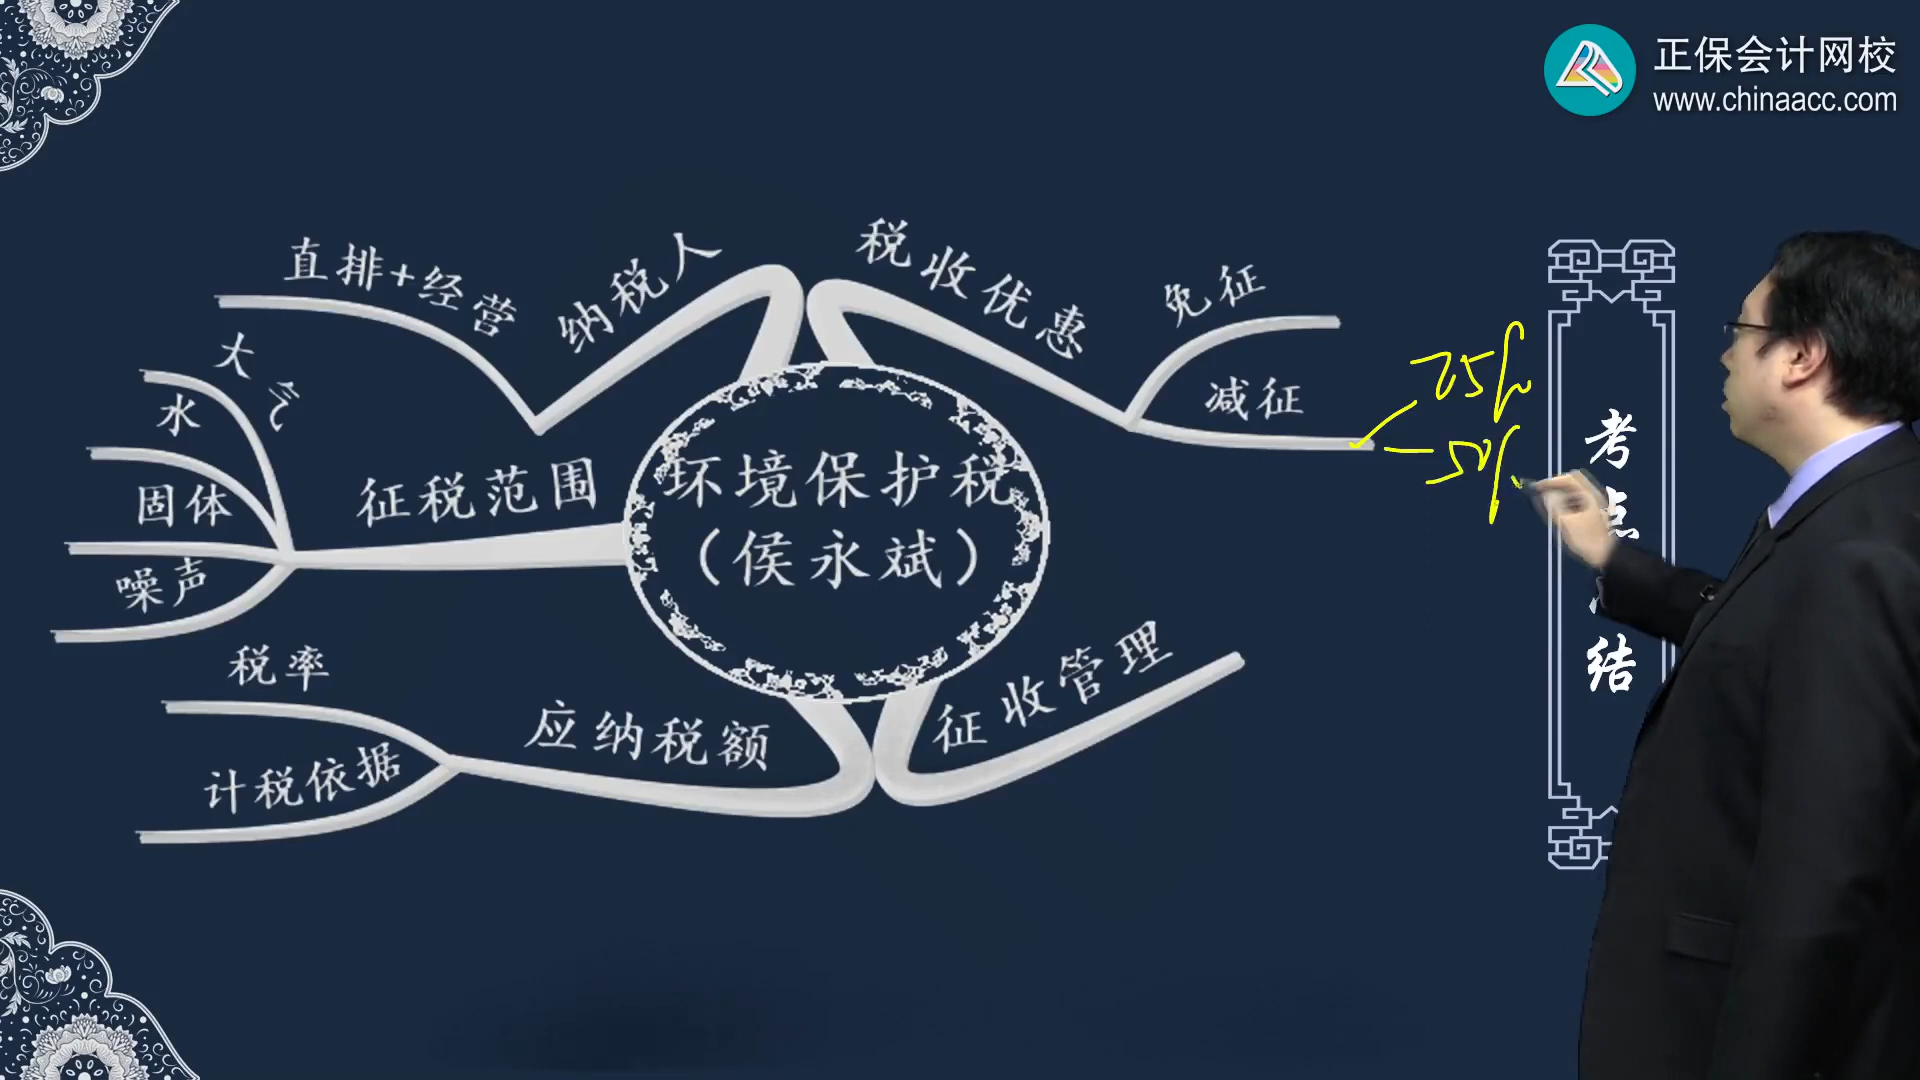 正保会计网校
www.chinaacc.com
直排+经营
纳税人
税收优惠
免征
减征
75%
50%
大气
水
固体
噪声
征税范围
环境保护税
（侯永斌）
税率
计税依据
应纳税额
征收管理
考点
结